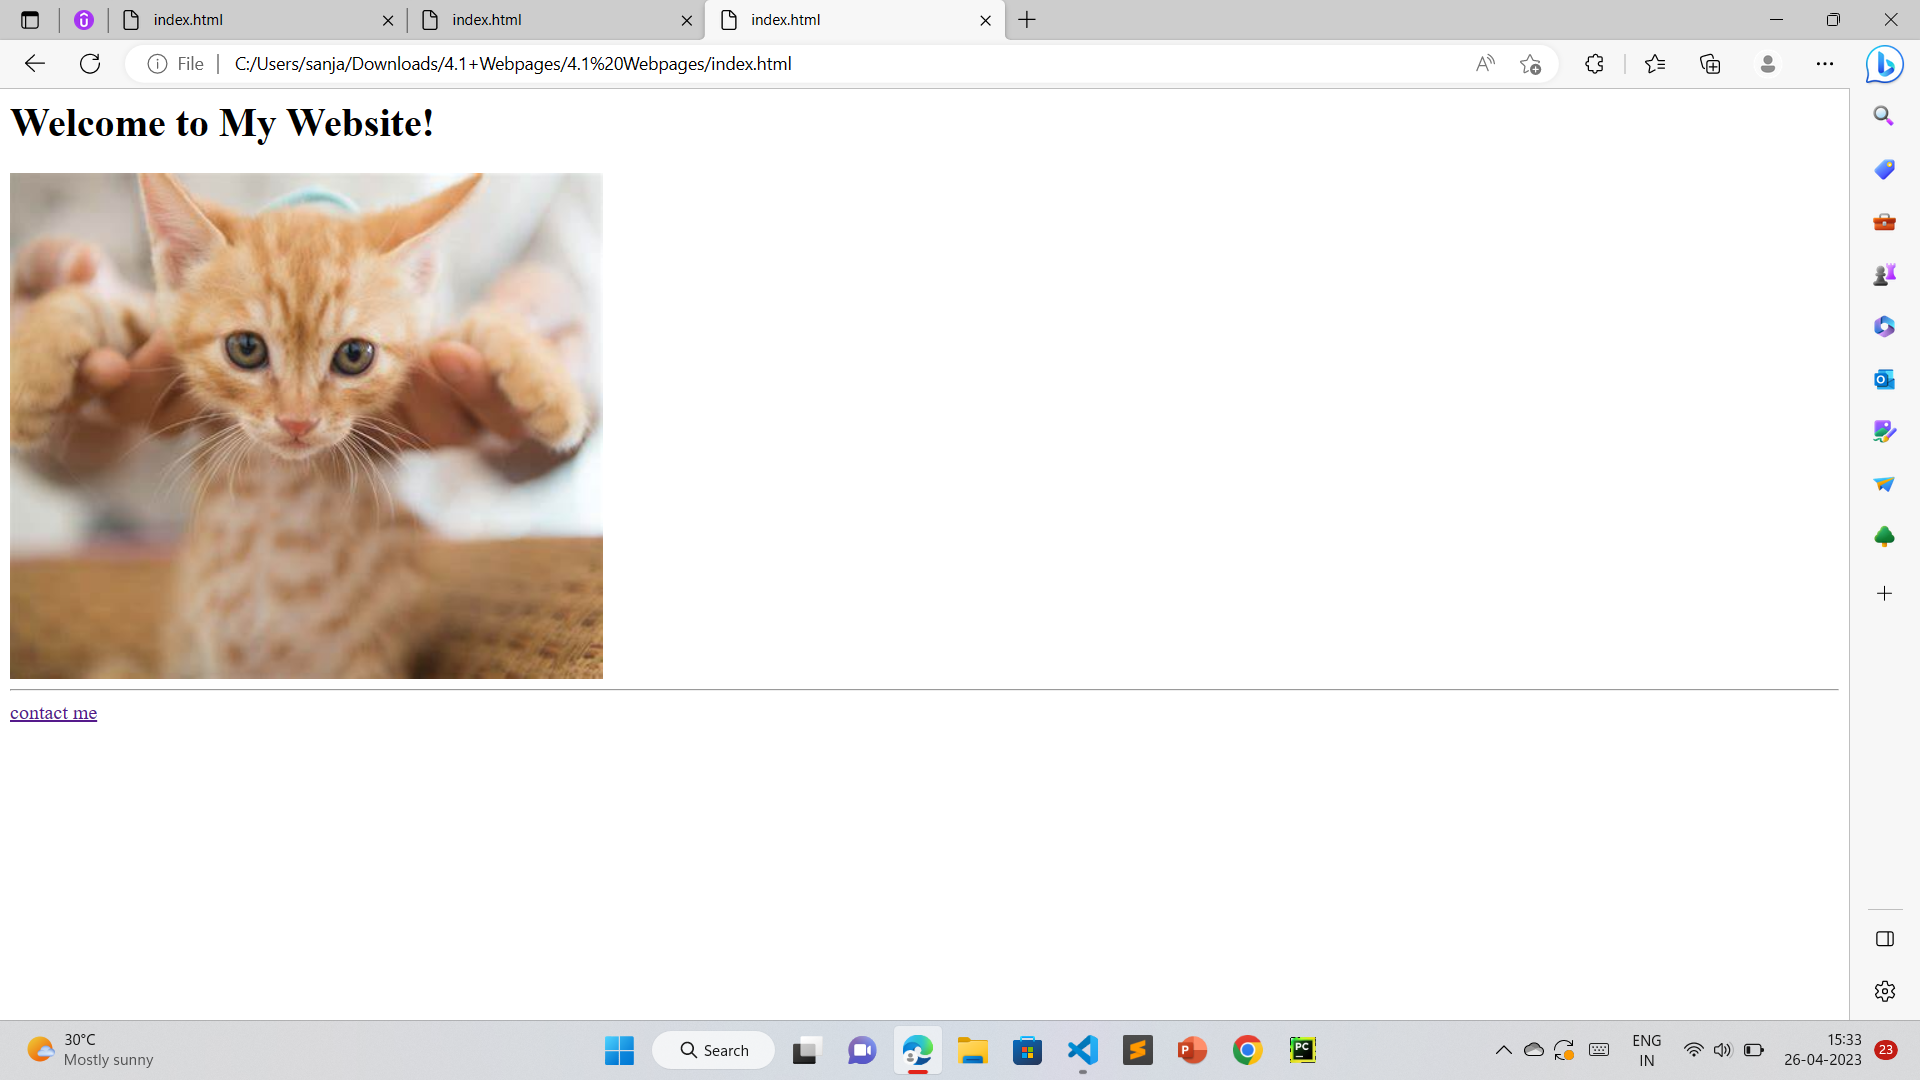 index.html
index.html
index.html
File
C:/Users/sanja/Downloads/4.1+Webpages/4.1%20Webpages/index.html
Welcome to My Website!
contact me
30°C
Mostly sunny
Search
ENG
IN
15:33
26-04-2023
23